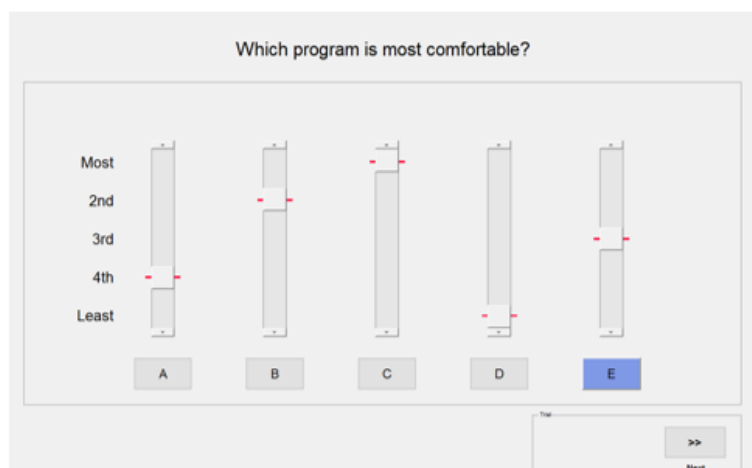 Which program is most comfortable?
Most
2nd
3rd
4th
Least
A B C D E
Trial
>>
Next